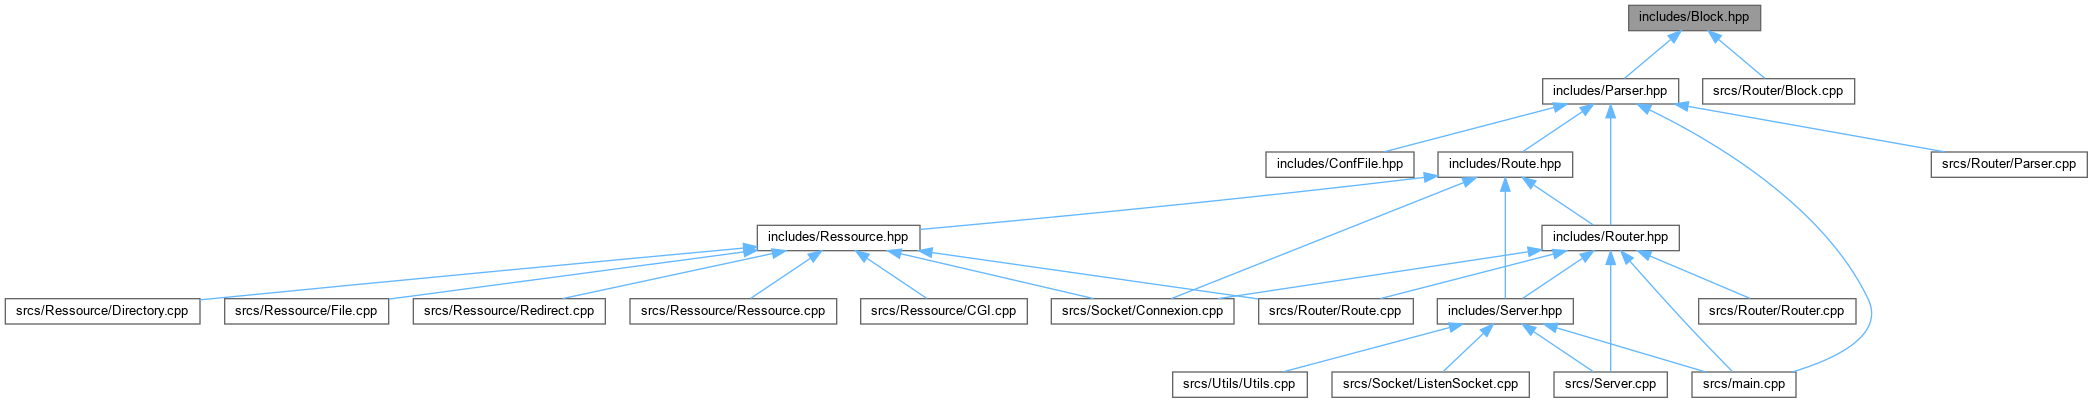 includes/Block.hpp
includes/Parser.hpp
srcs/Router/Block.cpp
includes/ConfFile.hpp
includes/Route.hpp
srcs/Router/Parser.cpp
includes/Ressource.hpp
includes/Router.hpp
srcs/Ressource/Directory.cpp
srcs/Ressource/File.cpp
srcs/Ressource/Redirect.cpp
srcs/Ressource/Ressource.cpp
srcs/Ressource/CGI.cpp
srcs/Socket/Connexion.cpp
srcs/Router/Route.cpp
includes/Server.hpp
srcs/Router/Router.cpp
srcs/Utils/Utils.cpp
srcs/Socket/ListenSocket.cpp
srcs/Server.cpp
srcs/main.cpp